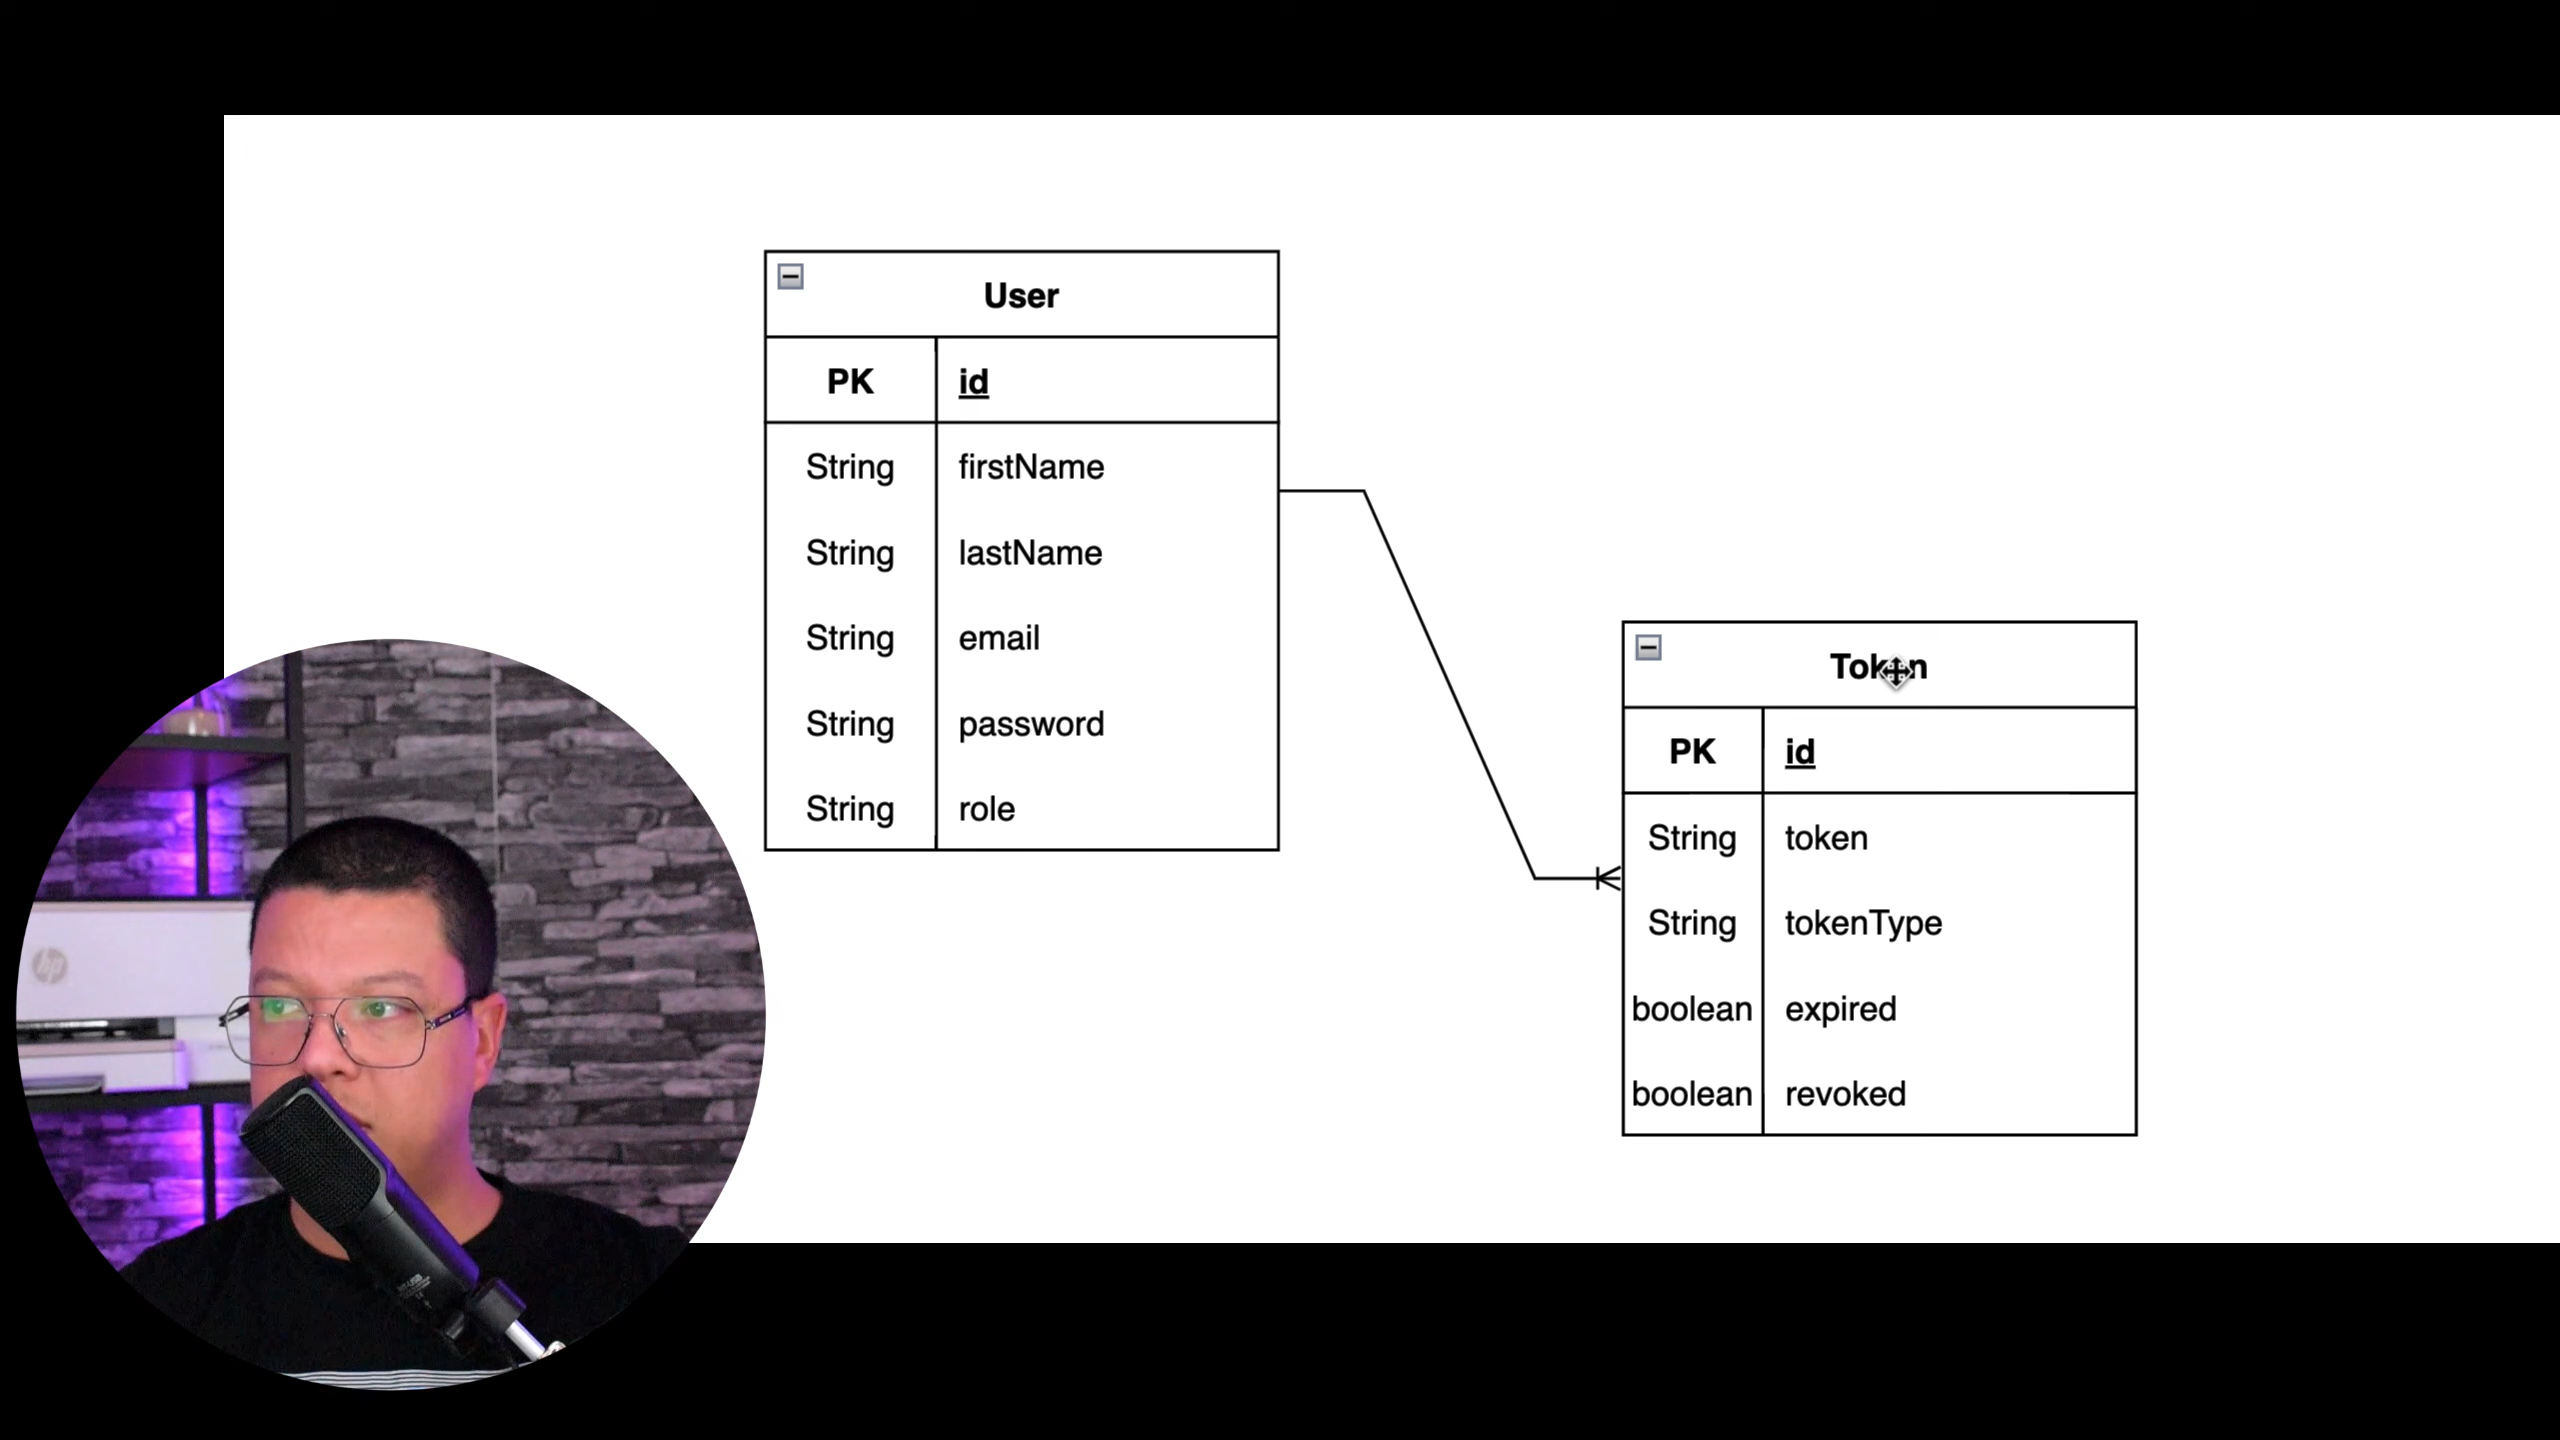 User
PK id
String firstName
String lastName
String email
String password
String role
Token
PK id
String token
String tokenType
boolean expired
boolean revoked
hp